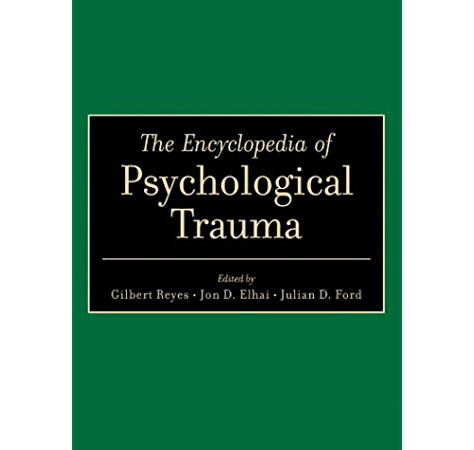 The Encyclopedia of
Psychological
Trauma
Edited by
Gilbert Reyes · Jon D. Elhai · Julian D. Ford